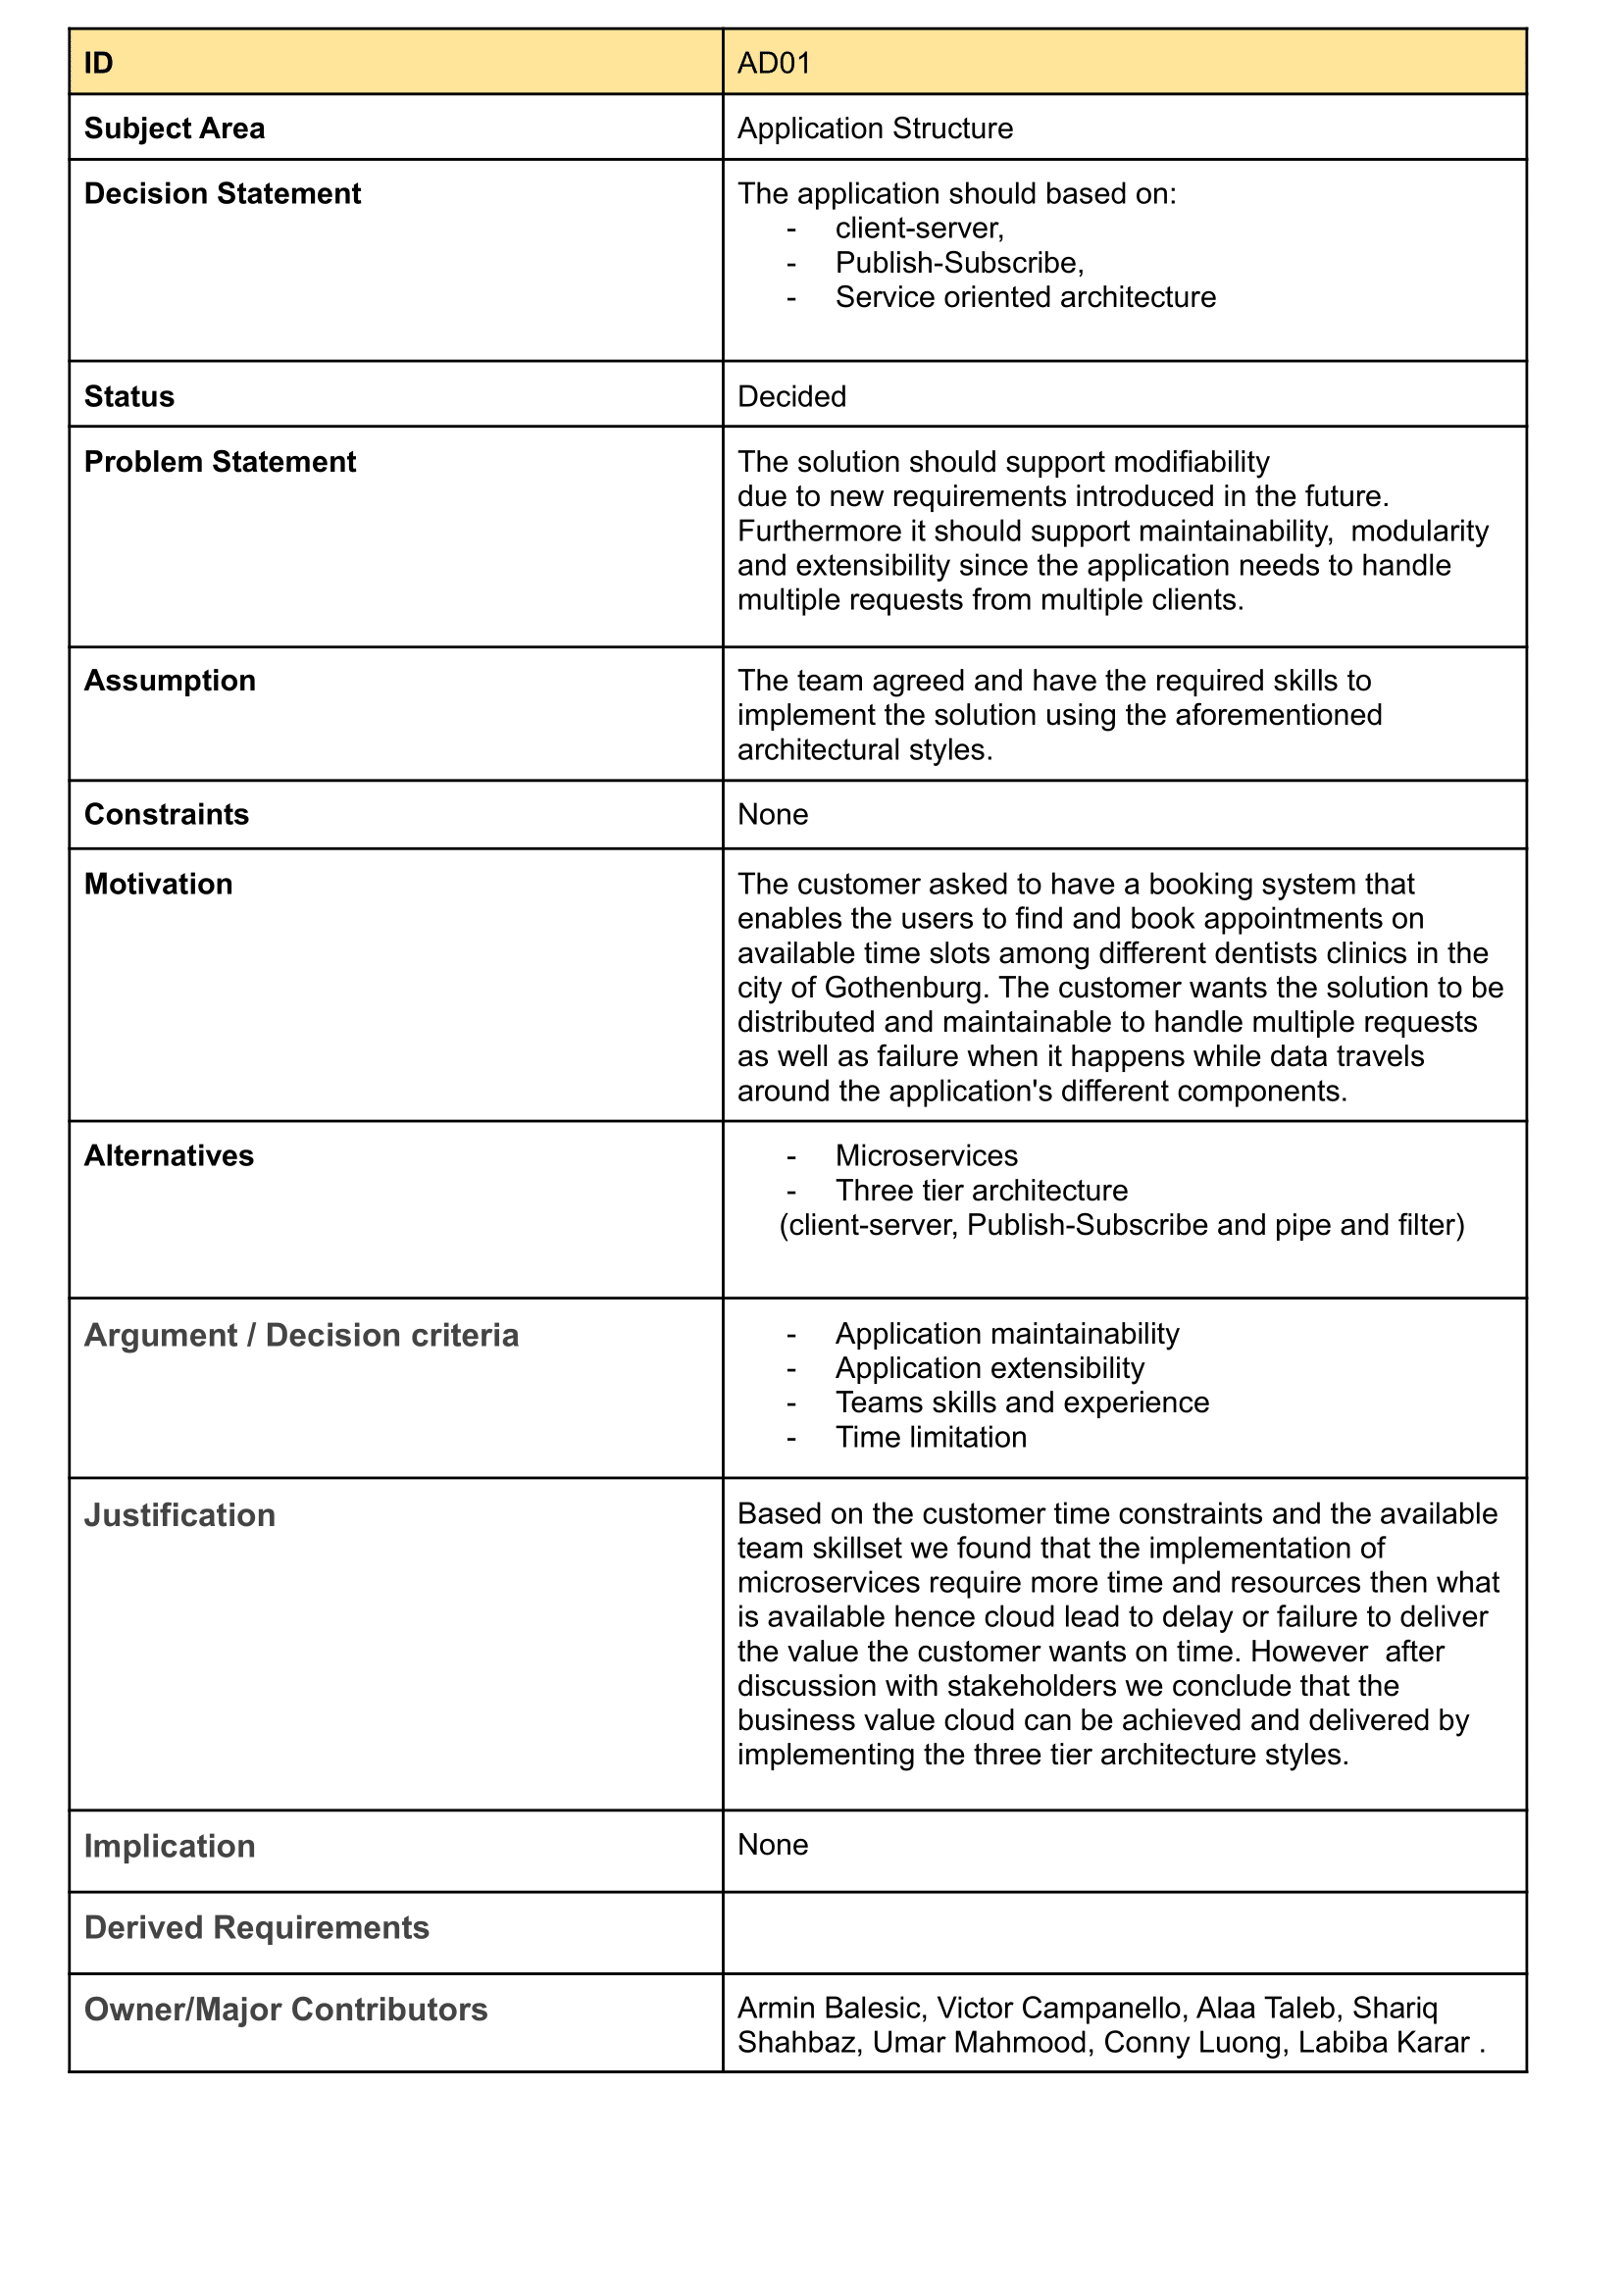 ID
AD01
Subject Area
Application Structure
Decision Statement
The application should based on:
- client-server,
- Publish-Subscribe,
- Service oriented architecture
Status
Decided
Problem Statement
The solution should support modifiability
due to new requirements introduced in the future.
Furthermore it should support maintainability,  modularity
and extensibility since the application needs to handle
multiple requests from multiple clients.
Assumption
The team agreed and have the required skills to
implement the solution using the aforementioned
architectural styles.
Constraints
None
Motivation
The customer asked to have a booking system that
enables the users to find and book appointments on
available time slots among different dentists clinics in the
city of Gothenburg. The customer wants the solution to be
distributed and maintainable to handle multiple requests
as well as failure when it happens while data travels
around the application's different components.
Alternatives
- Microservices
- Three tier architecture
(client-server, Publish-Subscribe and pipe and filter)
Argument / Decision criteria
- Application maintainability
- Application extensibility
- Teams skills and experience
- Time limitation
Justification
Based on the customer time constraints and the available
team skillset we found that the implementation of
microservices require more time and resources then what
is available hence cloud lead to delay or failure to deliver
the value the customer wants on time. However  after
discussion with stakeholders we conclude that the
business value cloud can be achieved and delivered by
implementing the three tier architecture styles.
Implication
None
Derived Requirements
Owner/Major Contributors
Armin Balesic, Victor Campanello, Alaa Taleb, Shariq
Shahbaz, Umar Mahmood, Conny Luong, Labiba Karar .